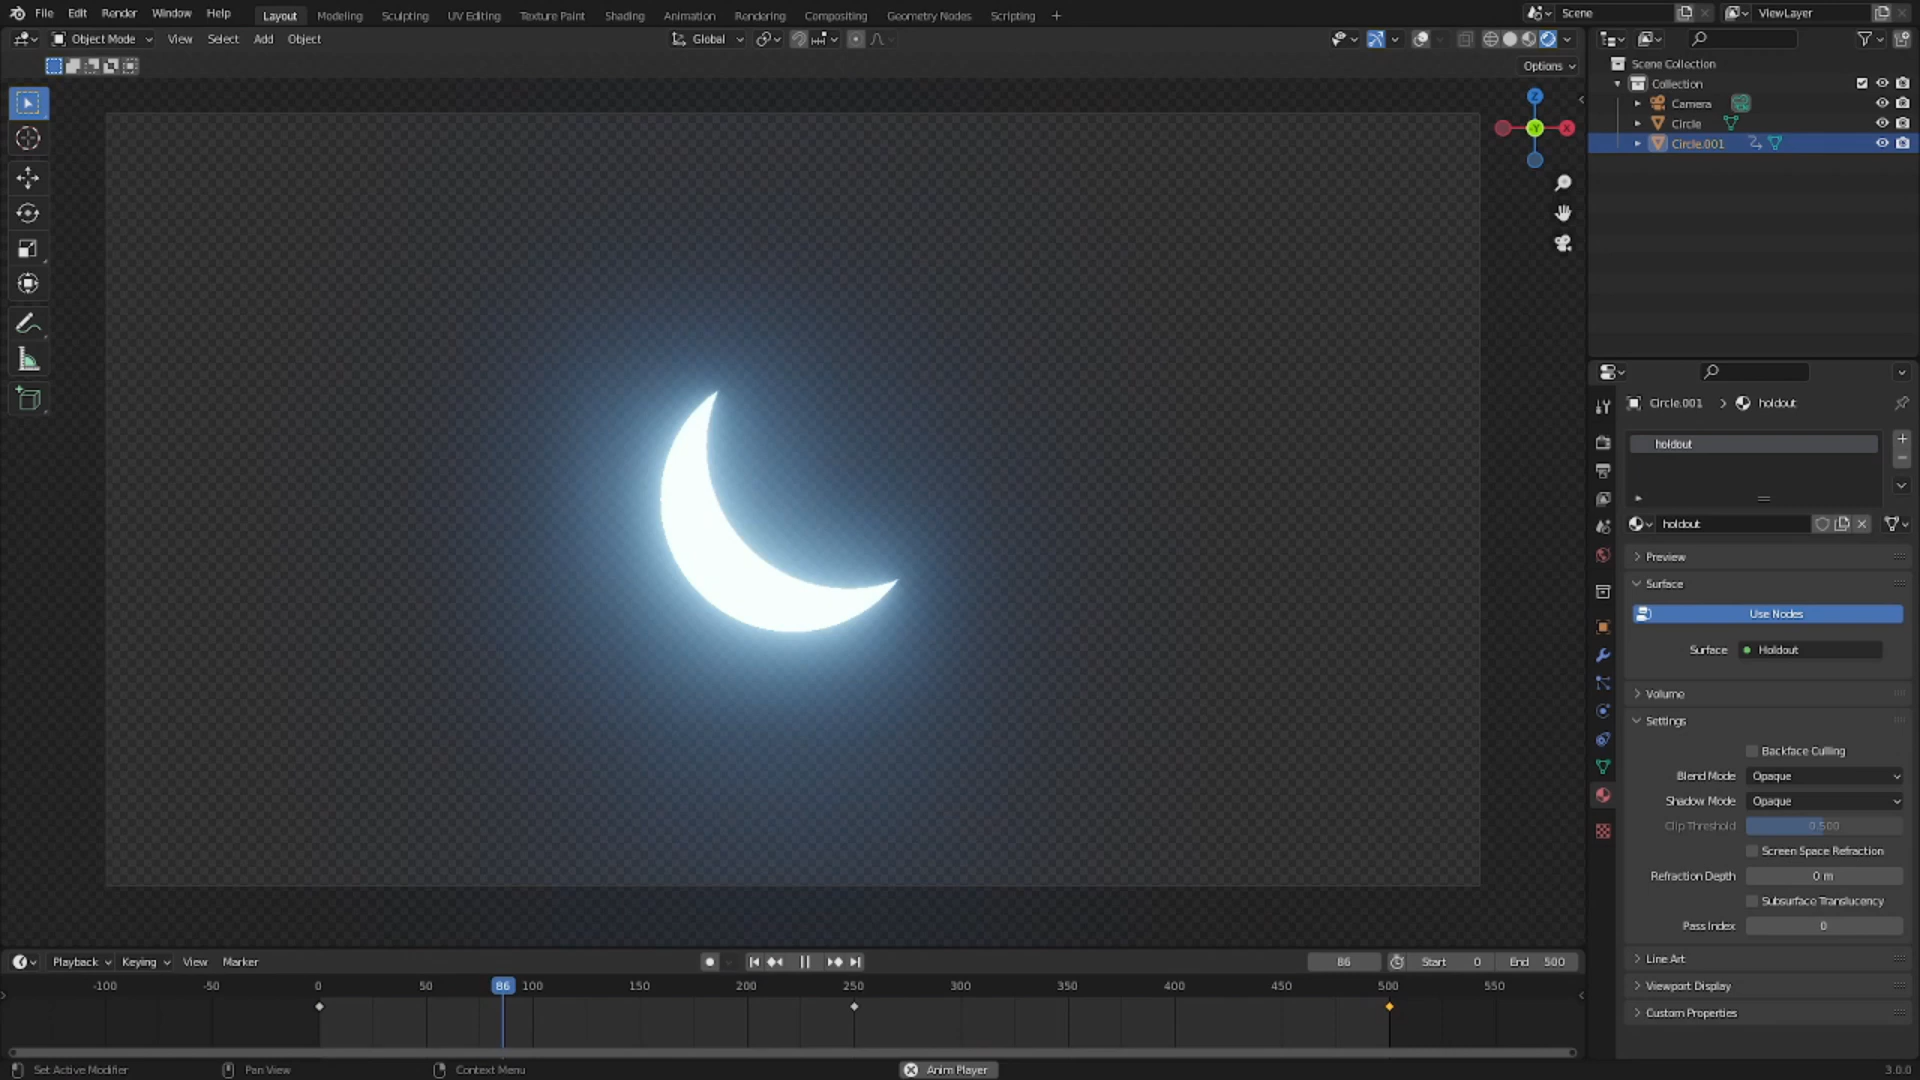 File Edit Render Window Help Layout Modeling Sculpting UV Editing Texture Paint Shading Animation Rendering Compositing Geometry Nodes Scripting + Scene ViewLayer
Object Mode View Select Add Object Global
Options
Z
Y
X
Scene Collection
Collection
Camera
Circle
Circle.001
Circle.001 > holdout
holdout
holdout
Preview
Surface
Use Nodes
Surface Holdout
Volume
Settings
Backface Culling
Blend Mode Opaque
Shadow Mode Opaque
Clip Threshold 0.500
Screen Space Refraction
Refraction Depth 0 m
Subsurface Translucency
Pass Index 0
Line Art
Viewport Display
Custom Properties
Playback Keying View Marker 86 Start 0 End 500
-100 -50 0 50 86 100 150 200 250 300 350 400 450 500 550
Set Active Modifier Pan View Context Menu Anim Player 3.0.0